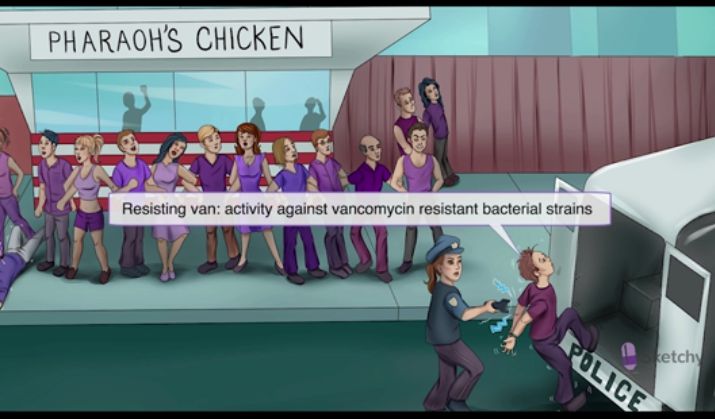 PHARAOH'S CHICKEN
Resisting van: activity against vancomycin resistant bacterial strains
POLICE
sketchy